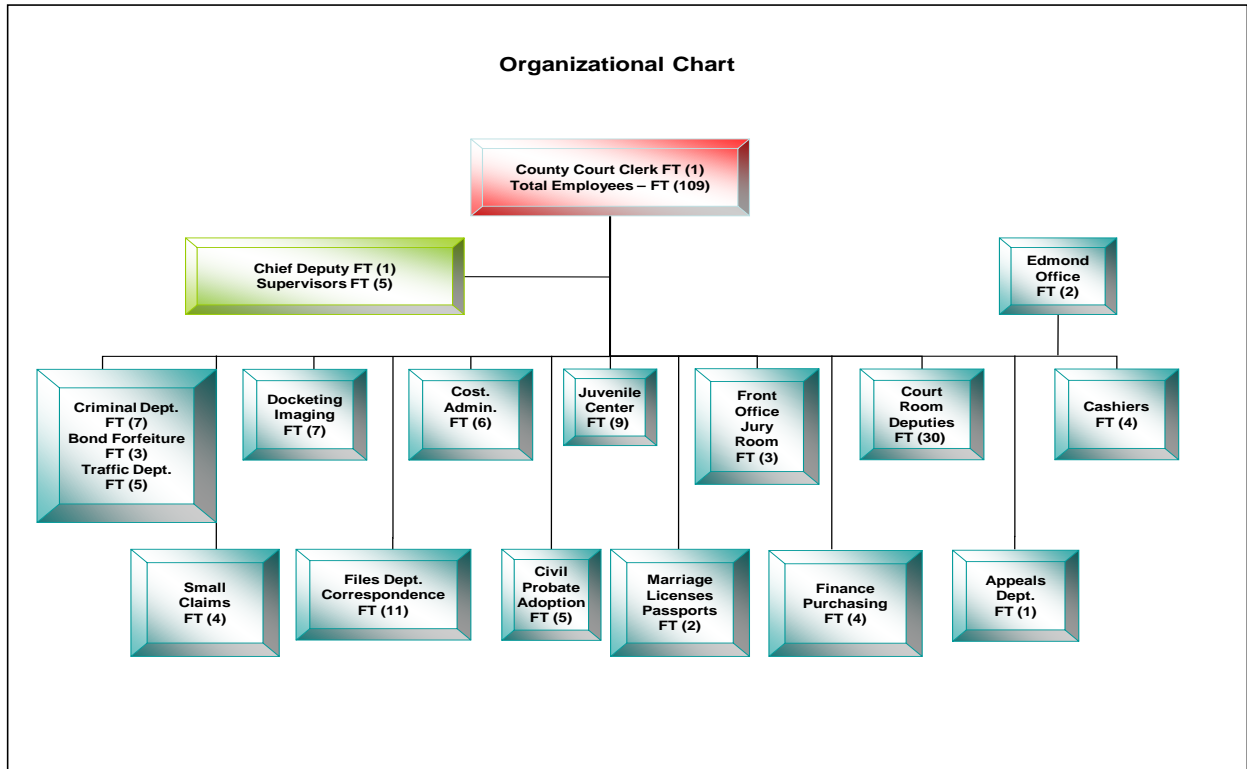 Organizational Chart
County Court Clerk FT (1)
Total Employees – FT (109)
Chief Deputy FT (1)
Supervisors FT (5)
Edmond
Office
FT (2)
Criminal Dept.
FT (7)
Bond Forfeiture
FT (3)
Traffic Dept.
FT (5)
Docketing
Imaging
FT (7)
Cost.
Admin.
FT (6)
Juvenile
Center
FT (9)
Front
Office
Jury
Room
FT (3)
Court
Room
Deputies
FT (30)
Cashiers
FT (4)
Small
Claims
FT (4)
Files Dept.
Correspondence
FT (11)
Civil
Probate
Adoption
FT (5)
Marriage
Licenses
Passports
FT (2)
Finance
Purchasing
FT (4)
Appeals
Dept.
FT (1)